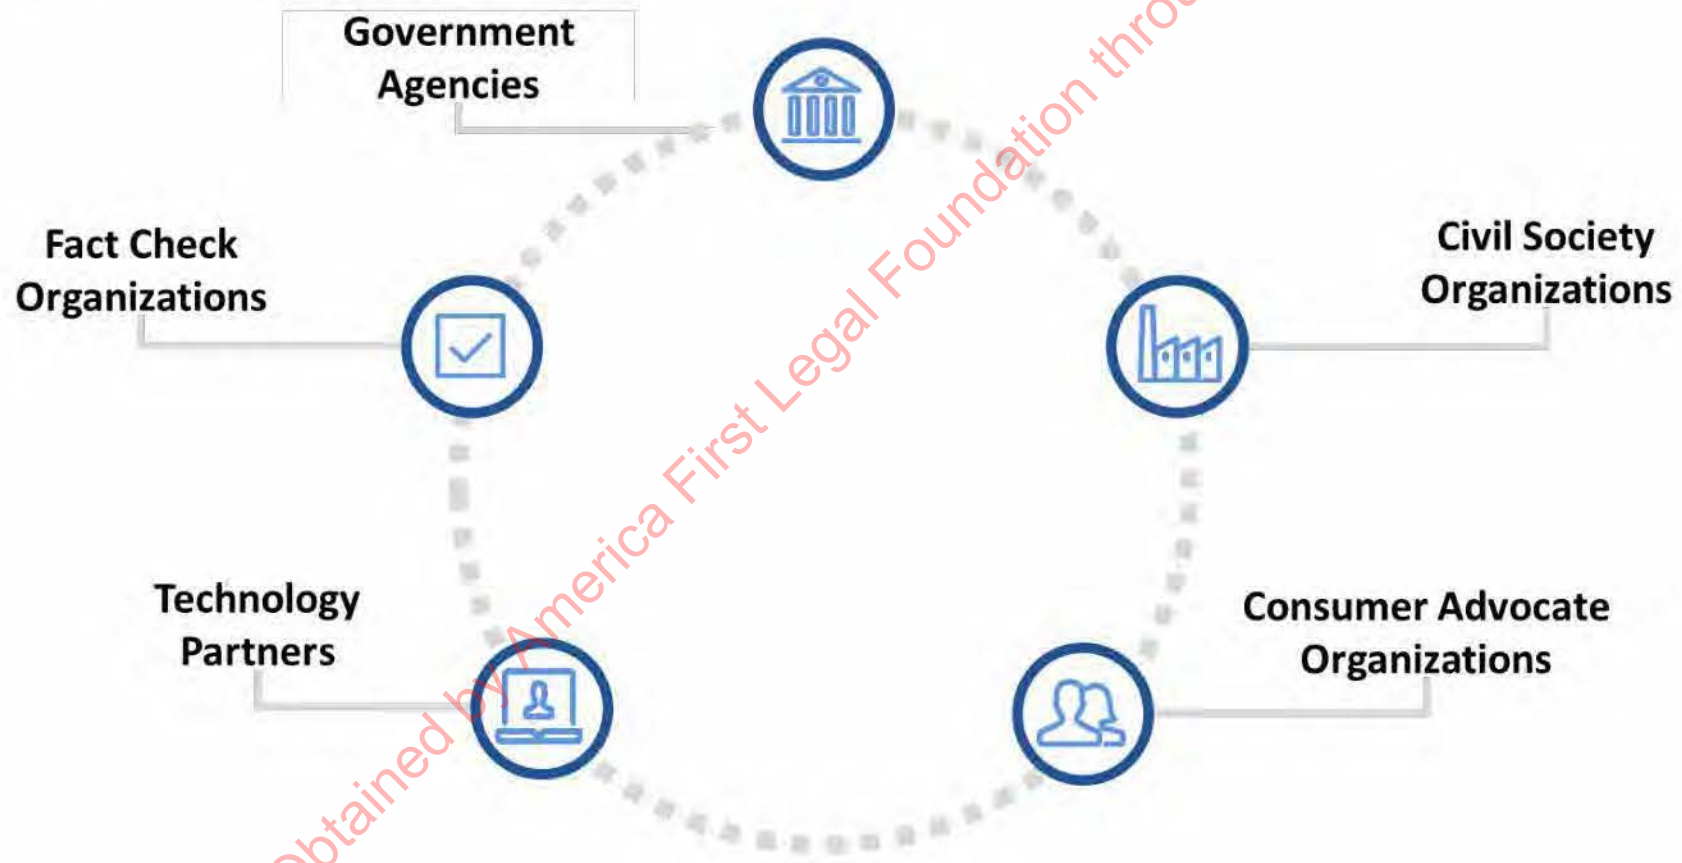 Government
Agencies
Fact Check
Organizations
Civil Society
Organizations
Technology
Partners
Consumer Advocate
Organizations
Obtained by America First Legal Foundation